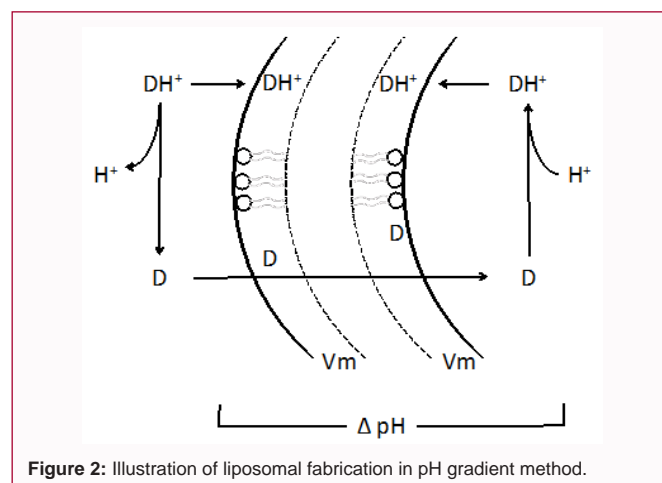 DH⁺ DH⁺ DH⁺ DH⁺
H⁺ H⁺
D
D D D
Vm Vm
Δ pH
Figure 2: Illustration of liposomal fabrication in pH gradient method.